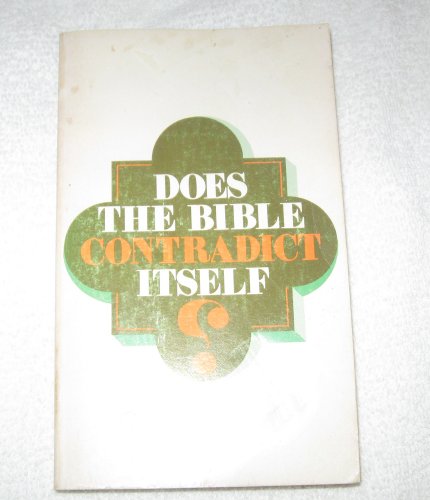 DOES
THE BIBLE
CONTRADICT
ITSELF
?